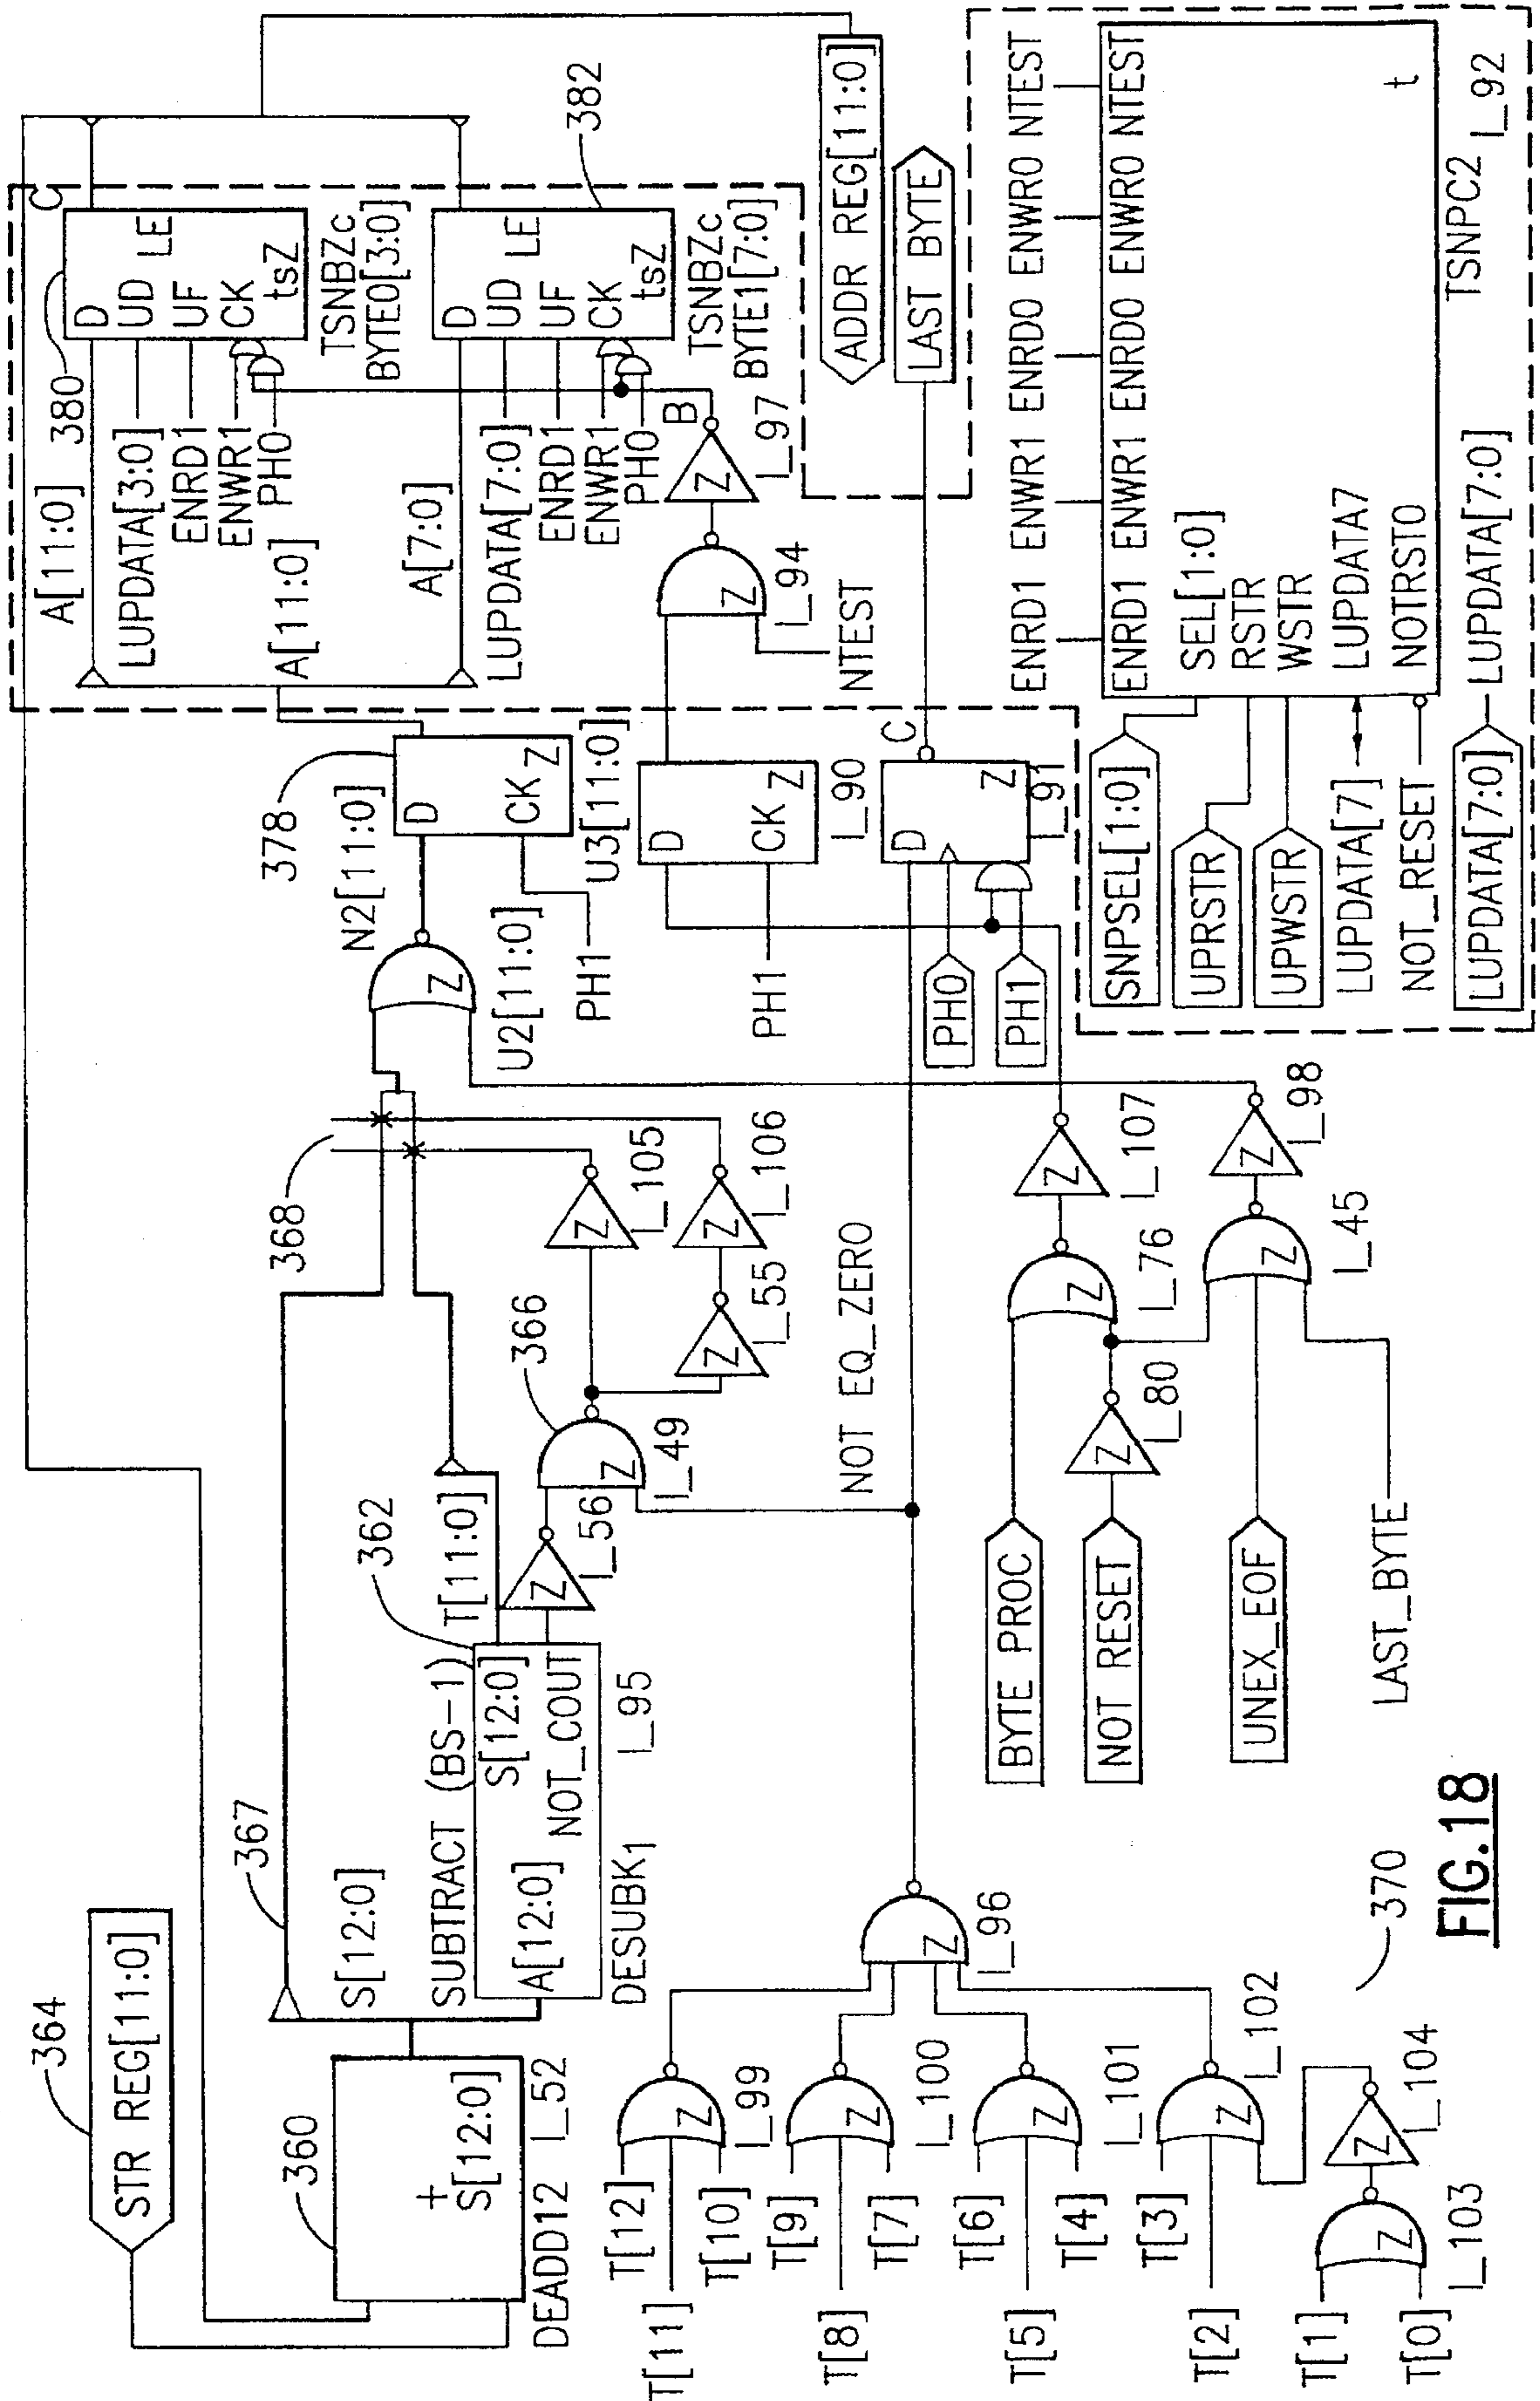 364
STR REG[11:0]
360
+
S[12:0]
DEADD12
I_52
367
S[12:0]
SUBTRACT (BS-1)
A[12:0]
S[12:0]
NOT_COUT
DESUBK1
I_95
362
T[11:0]
Z
I_56
366
Z
I_49
368
Z
I_105
Z
I_55
Z
I_106
N2[11:0]
Z
U2[11:0]
378
D
CK
Z
U3[11:0]
PH1
A[11:0]
A[11:0]
380
C
D
UD
LE
UF
CK
tsZ
TSNBZc
BYTE0[3:0]
LUPDATA[3:0]
ENRD1
ENWR1
PH0
A[7:0]
382
D
UD
LE
UF
CK
tsZ
TSNBZc
BYTE1[7:0]
LUPDATA[7:0]
ENRD1
ENWR1
PH0
B
Z
I_97
Z
I_94
NTEST
D
CK
Z
I_90
PH1
ADDR REG[11:0]
LAST BYTE
C
D
Z
I_91
PH0
PH1
NOT EQ_ZERO
T[12]
T[11]
T[10]
Z
I_99
T[9]
T[8]
T[7]
Z
I_100
T[6]
T[5]
T[4]
Z
I_101
T[3]
T[2]
Z
I_102
T[1]
T[0]
Z
I_103
Z
I_104
Z
I_96
370
BYTE PROC
NOT RESET
UNEX_EOF
LAST_BYTE
Z
I_80
Z
I_76
Z
I_107
Z
I_45
Z
I_98
ENRD1
ENWR1
ENRD0
ENWR0
NTEST
ENRD1
ENWR1
ENRD0
ENWR0
NTEST
SEL[1:0]
RSTR
WSTR
LUPDATA7
NOTRST0
t
TSNPC2
I_92
SNPSEL[1:0]
UPRSTR
UPWSTR
LUPDATA[7]
NOT_RESET
LUPDATA[7:0]
LUPDATA[7:0]
FIG.18